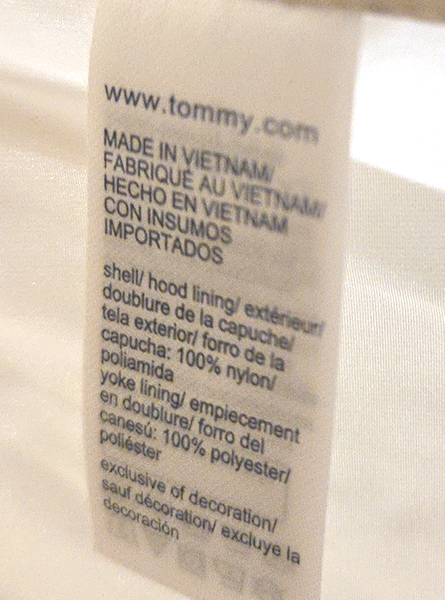 www.tommy.com
MADE IN VIETNAM/
FABRIQUÉ AU VIETNAM/
HECHO EN VIETNAM
CON INSUMOS
IMPORTADOS
shell/ hood lining/ extérieur/
doublure de la capuche/
tela exterior/ forro de la
capucha: 100% nylon/
poliamida
yoke lining/ empiecement
en doublure/ forro del
canesú: 100% polyester/
poliéster
exclusive of decoration/
sauf décoration/ excluye la
decoración